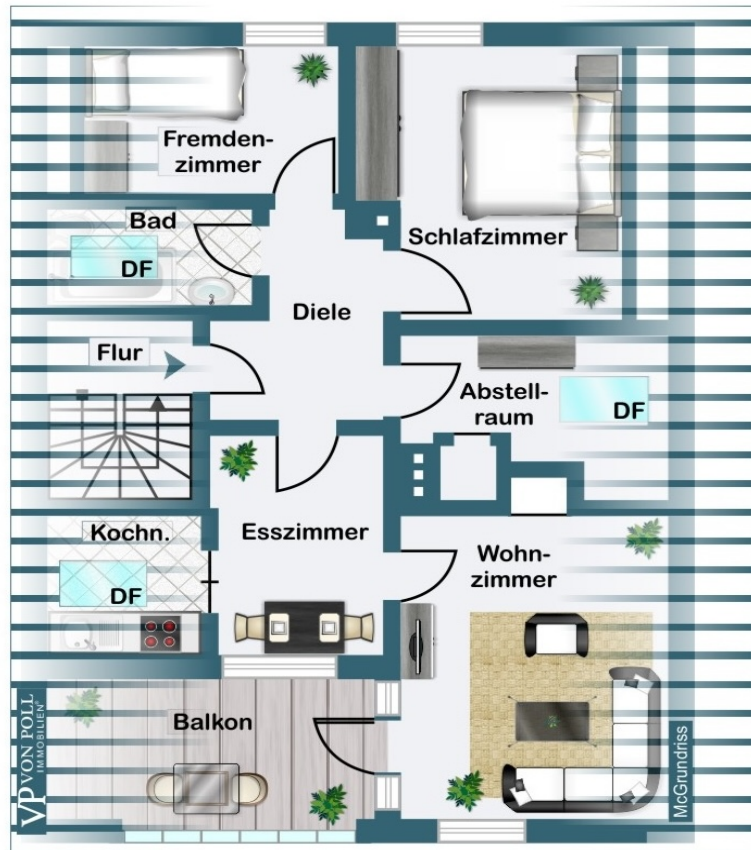 Fremden-
zimmer
Bad
DF
Schlafzimmer
Diele
Flur
Abstell-
raum
DF
Kochn.
DF
Esszimmer
Wohn-
zimmer
Balkon
VP VON POLL
IMMOBILIEN®
McGrundriss